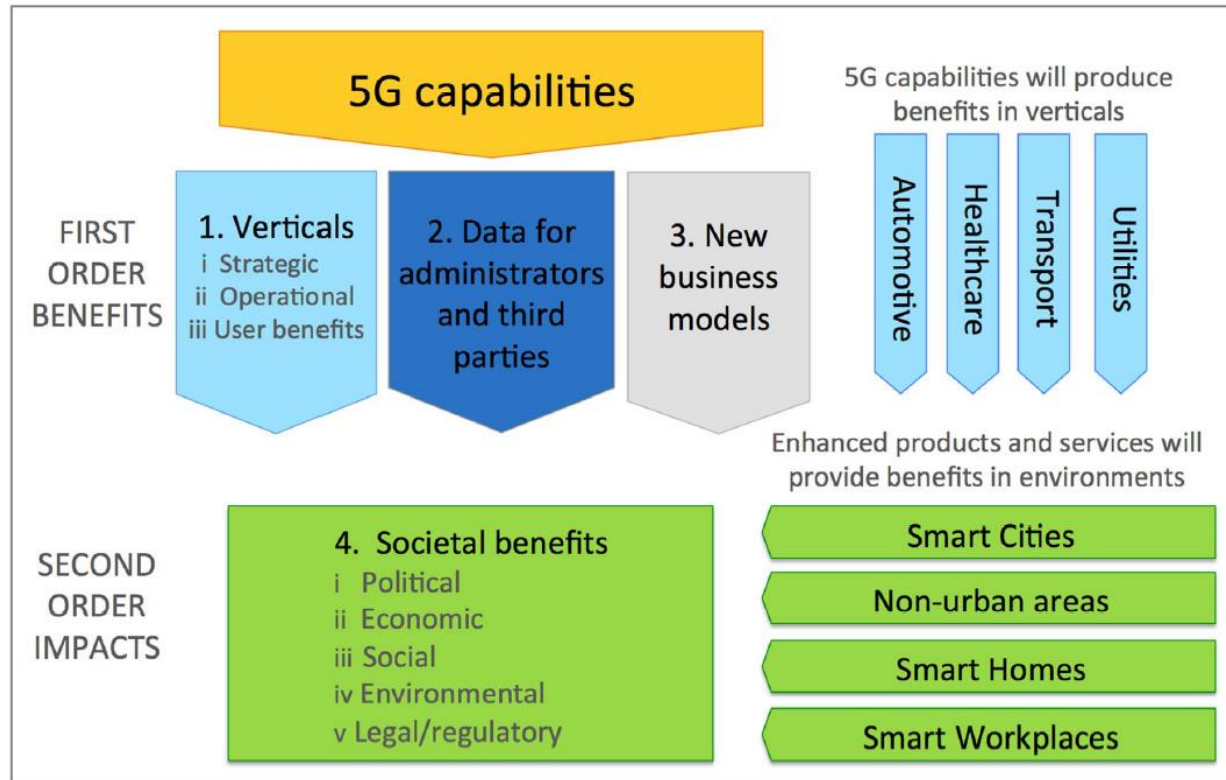 5G capabilities
5G capabilities will produce
benefits in verticals
FIRST
ORDER
BENEFITS
1. Verticals
i Strategic
ii Operational
iii User benefits
2. Data for
administrators
and third
parties
3. New
business
models
Automotive
Healthcare
Transport
Utilities
Enhanced products and services will
provide benefits in environments
SECOND
ORDER
IMPACTS
4. Societal benefits
i Political
ii Economic
iii Social
iv Environmental
v Legal/regulatory
Smart Cities
Non-urban areas
Smart Homes
Smart Workplaces